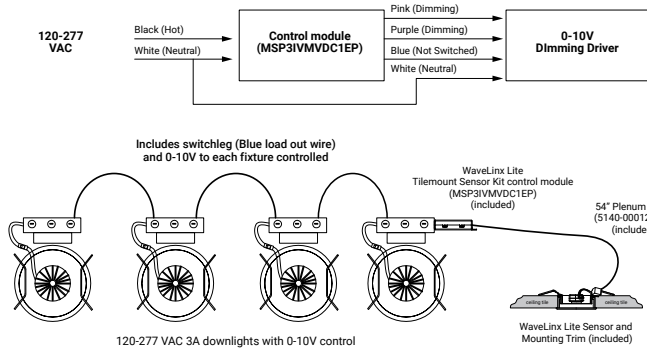 120-277
VAC
Black (Hot)
White (Neutral)
Control module
(MSP3IVMVDC1EP)
Pink (Dimming)
Purple (Dimming)
Blue (Not Switched)
White (Neutral)
0-10V
DImming Driver
Includes switchleg (Blue load out wire)
and 0-10V to each fixture controlled
WaveLinx Lite
Tilemount Sensor Kit control module
(MSP3IVMVDC1EP)
(included)
54” Plenum
(5140-00012
ceiling tile
ceiling tile
WaveLinx Lite Sensor and
Mounting Trim (included)
120-277 VAC 3A downlights with 0-10V control